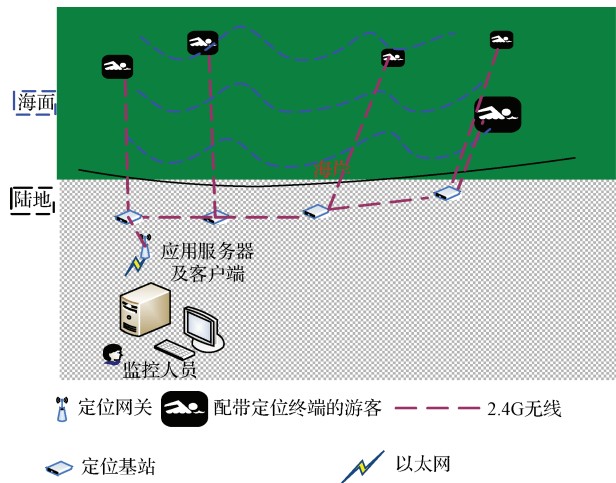 海面
海岸
陆地
应用服务器
及客户端
监控人员
定位网关
配带定位终端的游客
2.4G无线
定位基站
以太网